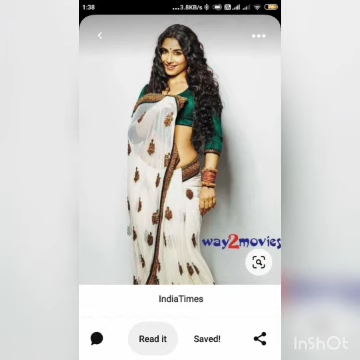 1:38
...3.8KB/s
way2movies
IndiaTimes
Read it
Saved!
InShOt